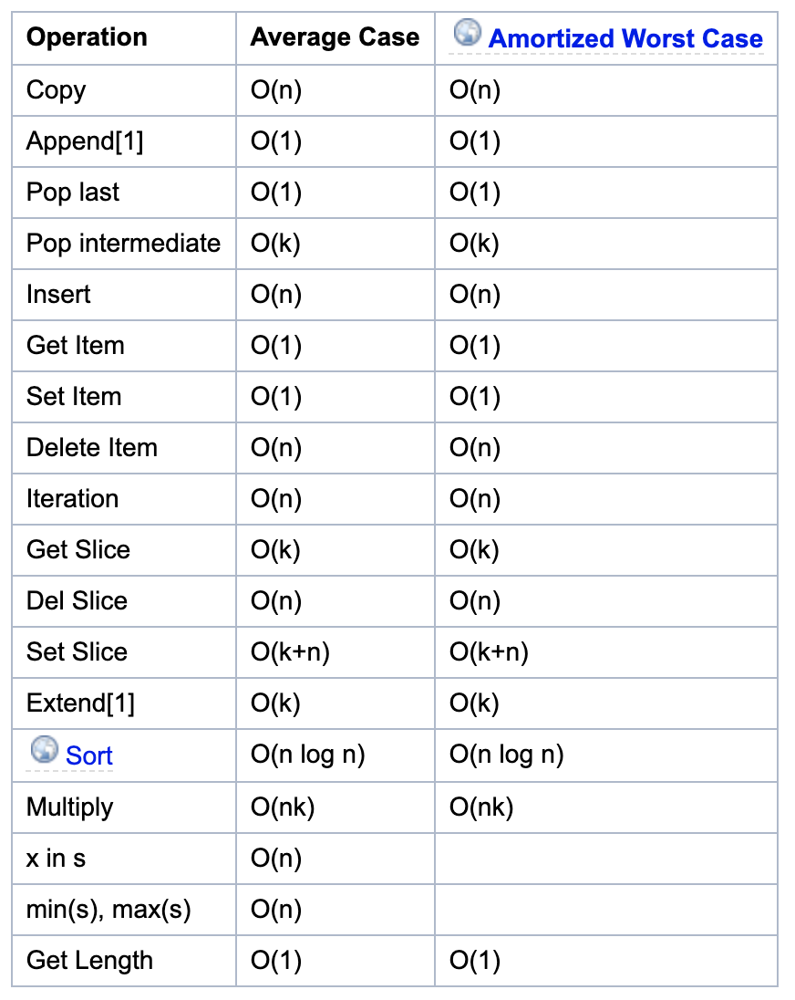 Operation Average Case Amortized Worst Case
Copy O(n) O(n)
Append[1] O(1) O(1)
Pop last O(1) O(1)
Pop intermediate O(k) O(k)
Insert O(n) O(n)
Get Item O(1) O(1)
Set Item O(1) O(1)
Delete Item O(n) O(n)
Iteration O(n) O(n)
Get Slice O(k) O(k)
Del Slice O(n) O(n)
Set Slice O(k+n) O(k+n)
Extend[1] O(k) O(k)
Sort O(n log n) O(n log n)
Multiply O(nk) O(nk)
x in s O(n)
min(s), max(s) O(n)
Get Length O(1) O(1)